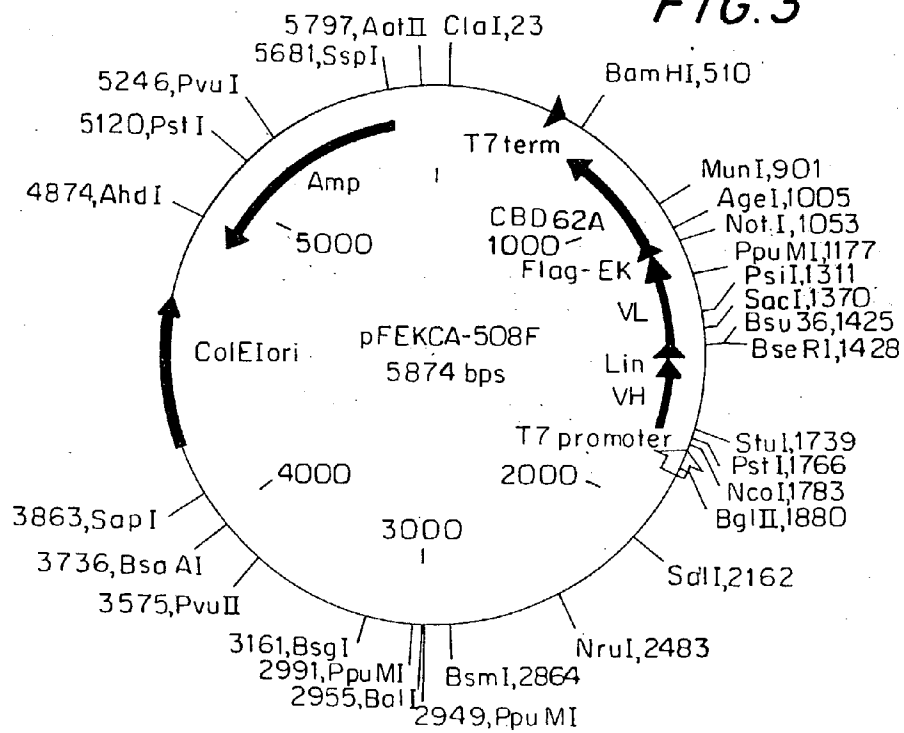 FIG.3
5797,AatII
ClaI,23
5681,SspI
BamHI,510
5246,PvuI
5120,PstI
T7 term
MunI,901
Amp
AgeI,1005
4874,AhdI
NotI,1053
CBD62A
5000
1000
PpuMI,1177
Flag-EK
PsiI,1311
SacI,1370
VL
Bsu36,1425
pFEKCA-508F
ColEIori
BseRI,1428
5874 bps
Lin
VH
T7 promoter
StuI,1739
PstI,1766
4000
2000
NcoI,1783
BglII,1880
3863,SapI
3000
3736,BsaAI
SalI,2162
3575,PvuII
3161,BsgI
NruI,2483
2991,PpuMI
BsmI,2864
2955,BalI
2949,PpuMI